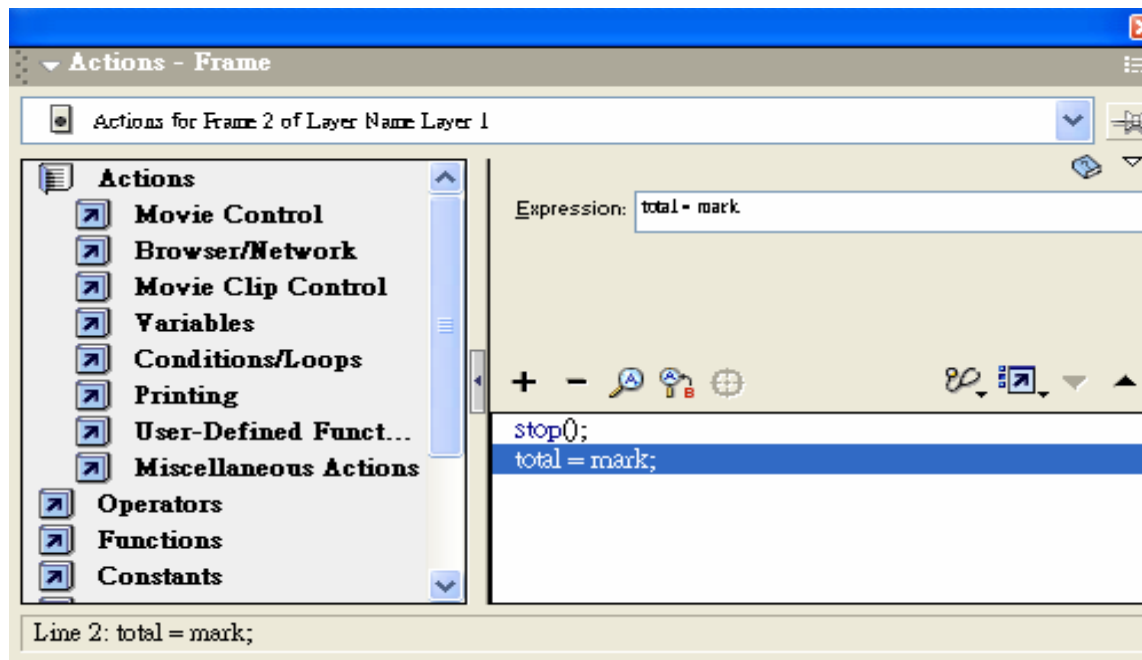 Actions - Frame
Actions for Frame 2 of Layer Name Layer 1
Actions
Movie Control
Browser/Network
Movie Clip Control
Variables
Conditions/Loops
Printing
User-Defined Funct...
Miscellaneous Actions
Operators
Functions
Constants
Expression: total = mark
stop();
total = mark;
Line 2: total = mark;